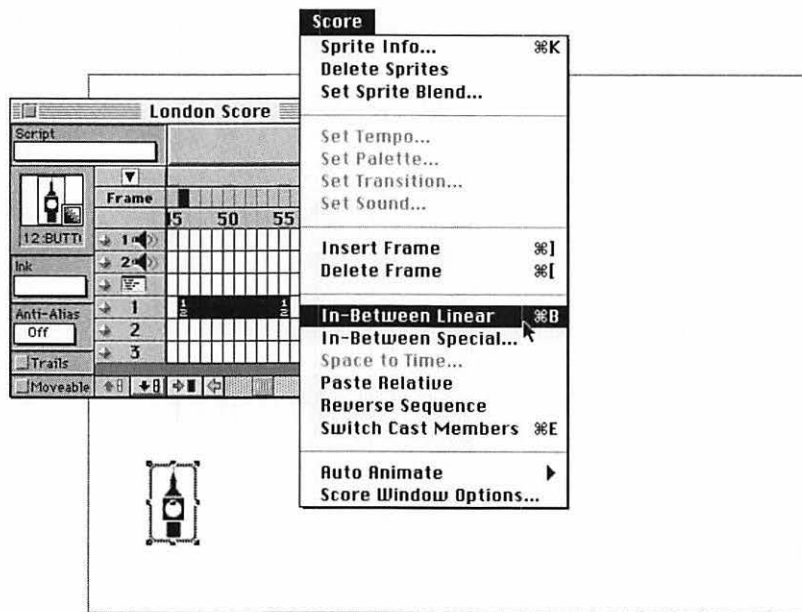 Score
Sprite Info... ⌘K
Delete Sprites
Set Sprite Blend...
Set Tempo...
Set Palette...
Set Transition...
Set Sound...
Insert Frame ⌘]
Delete Frame ⌘[
In-Between Linear ⌘B
In-Between Special...
Space to Time...
Paste Relative
Reverse Sequence
Switch Cast Members ⌘E
Auto Animate
Score Window Options...
London Score
Script
Frame
50 55
12:BUTT
1
2
Ink
Anti-Alias
Off
1
2
3
Trails
Moveable